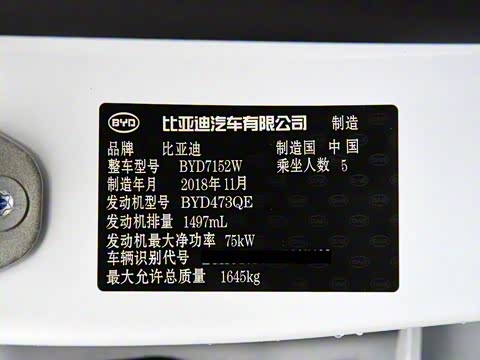 BYD 比亚迪汽车有限公司 制造
品牌 比亚迪 制造国 中国
整车型号 BYD7152W 乘坐人数 5
制造年月 2018年11月
发动机型号 BYD473QE
发动机排量 1497mL
发动机最大净功率 75kW
车辆识别代号
最大允许总质量 1645kg